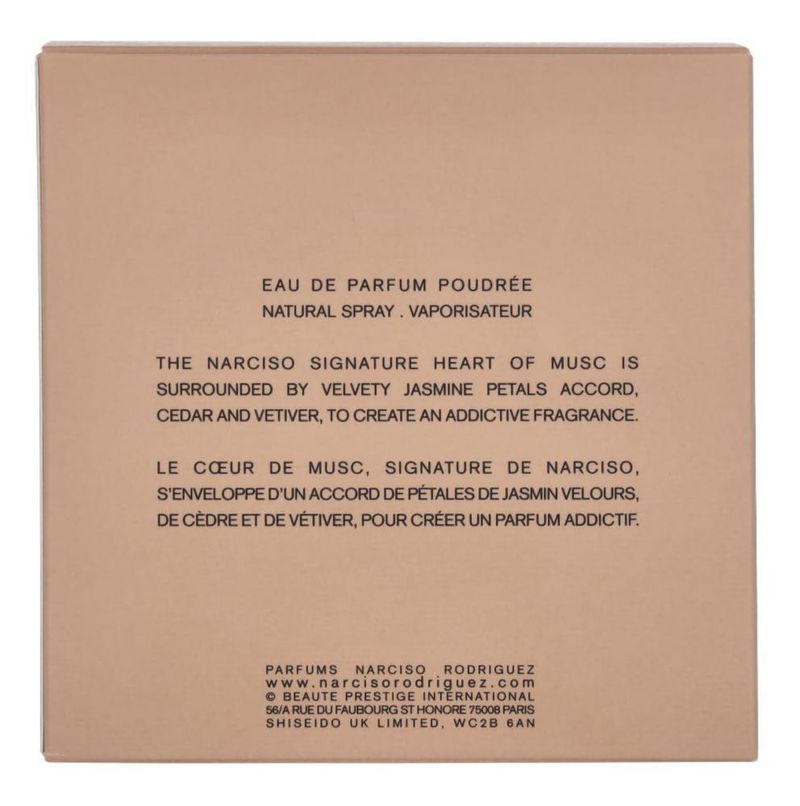 EAU DE PARFUM POUDRÉE
NATURAL SPRAY . VAPORISATEUR
THE NARCISO SIGNATURE HEART OF MUSC IS
SURROUNDED BY VELVETY JASMINE PETALS ACCORD,
CEDAR AND VETIVER, TO CREATE AN ADDICTIVE FRAGRANCE.
LE CŒUR DE MUSC, SIGNATURE DE NARCISO,
S'ENVELOPPE D'UN ACCORD DE PÉTALES DE JASMIN VELOURS,
DE CÈDRE ET DE VÉTIVER, POUR CRÉER UN PARFUM ADDICTIF.
PARFUMS NARCISO RODRIGUEZ
www.narcisorodriguez.com
© BEAUTE PRESTIGE INTERNATIONAL
56/A RUE DU FAUBOURG ST HONORE 75008 PARIS
SHISEIDO UK LIMITED, WC2B 6AN